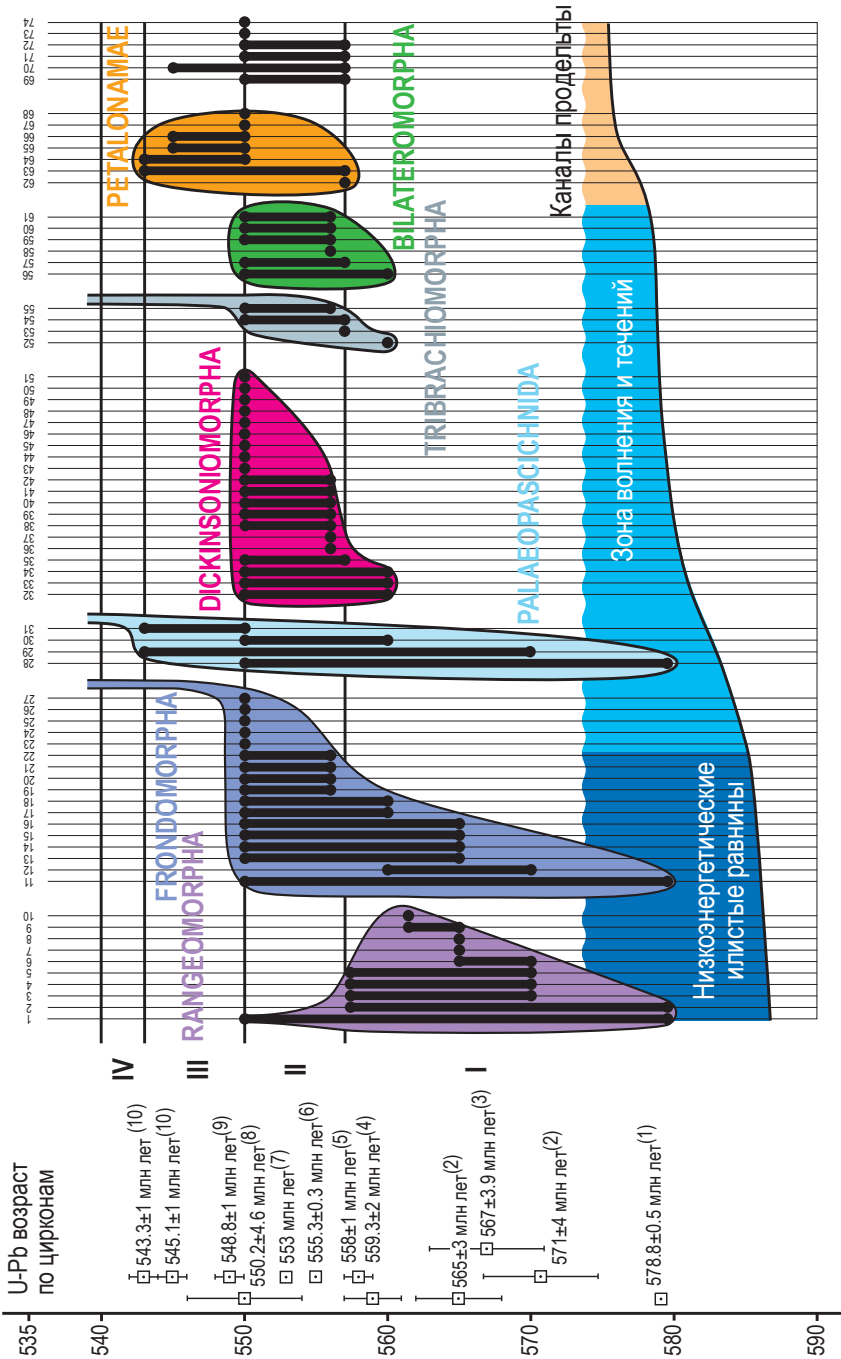 U-Pb возраст
по цирконам
535
540
550
560
570
580
590
543.3±1 млн лет(10)
545.1±1 млн лет(10)
548.8±1 млн лет(9)
550.2±4.6 млн лет(8)
553 млн лет(7)
555.3±0.3 млн лет(6)
558±1 млн лет(5)
559.3±2 млн лет(4)
565±3 млн лет(2)
567±3.9 млн лет(3)
571±4 млн лет(2)
578.8±0.5 млн лет(1)
IV
III
II
I
1
2
3
4
5
6
7
8
9
10
11
12
13
14
15
16
17
18
19
20
21
22
23
24
25
26
27
28
29
30
31
32
33
34
35
36
37
38
39
40
41
42
43
44
45
46
47
48
49
50
51
52
53
54
55
56
57
58
59
60
61
62
63
64
65
66
67
68
69
70
71
72
73
74
RANGEOMORPHA
FRONDOMORPHA
PALAEOPASCICHNIDA
DICKINSONIOMORPHA
TRIBRACHIOMORPHA
BILATEROMORPHA
PETALONAMAE
Низкоэнергетические
илистые равнины
Зона волнения и течений
Каналы продельты